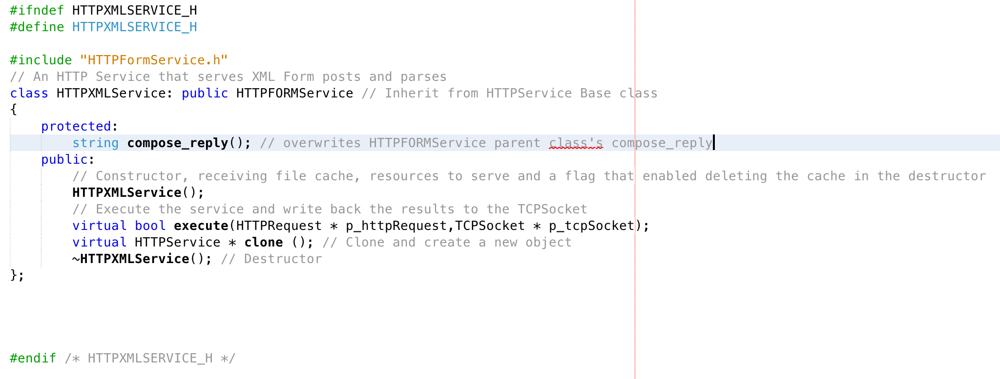 #ifndef HTTPXMLSERVICE_H
#define HTTPXMLSERVICE_H
#include "HTTPFormService.h"
// An HTTP Service that serves XML Form posts and parses
class HTTPXMLService: public HTTPFORMService // Inherit from HTTPService Base class
{
protected:
string compose_reply(); // overwrites HTTPFORMService parent class's compose_reply
public:
// Constructor, receiving file cache, resources to serve and a flag that enabled deleting the cache in the destructor
HTTPXMLService();
// Execute the service and write back the results to the TCPSocket
virtual bool execute(HTTPRequest * p_httpRequest,TCPSocket * p_tcpSocket);
virtual HTTPService * clone (); // Clone and create a new object
~HTTPXMLService(); // Destructor
};
#endif /* HTTPXMLSERVICE_H */